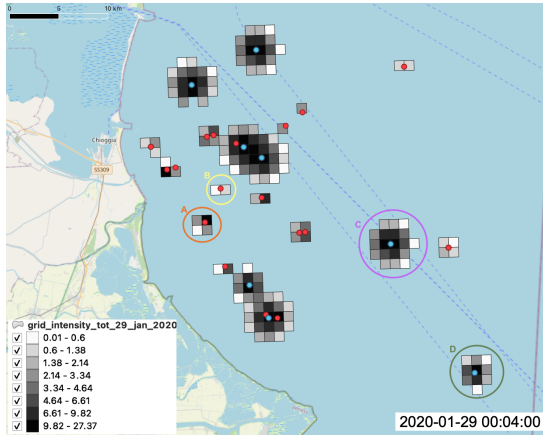 0 5 10 km
Chioggia
SS309
B
A
C
D
grid_intensity_tot_29_jan_2020
0.01 - 0.6
0.6 - 1.38
1.38 - 2.14
2.14 - 3.34
3.34 - 4.64
4.64 - 6.61
6.61 - 9.82
9.82 - 27.37
2020-01-29 00:04:00